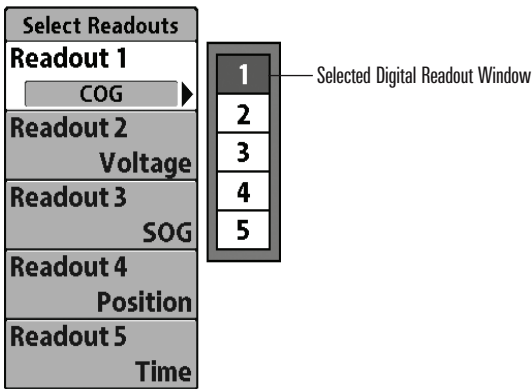 Select Readouts
Readout 1
COG
Readout 2
Voltage
Readout 3
SOG
Readout 4
Position
Readout 5
Time
1
2
3
4
5
Selected Digital Readout Window